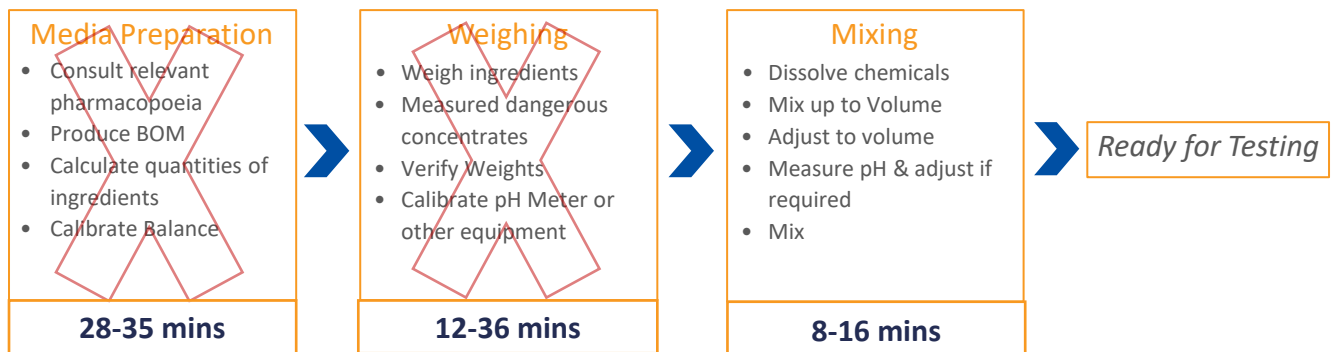 Media Preparation
• Consult relevant
pharmacopoeia
• Produce BOM
• Calculate quantities of
ingredients
• Calibrate Balance
28-35 mins
Weighing
• Weigh ingredients
• Measured dangerous
concentrates
• Verify Weights
• Calibrate pH Meter or
other equipment
12-36 mins
Mixing
• Dissolve chemicals
• Mix up to Volume
• Adjust to volume
• Measure pH & adjust if
required
• Mix
8-16 mins
Ready for Testing